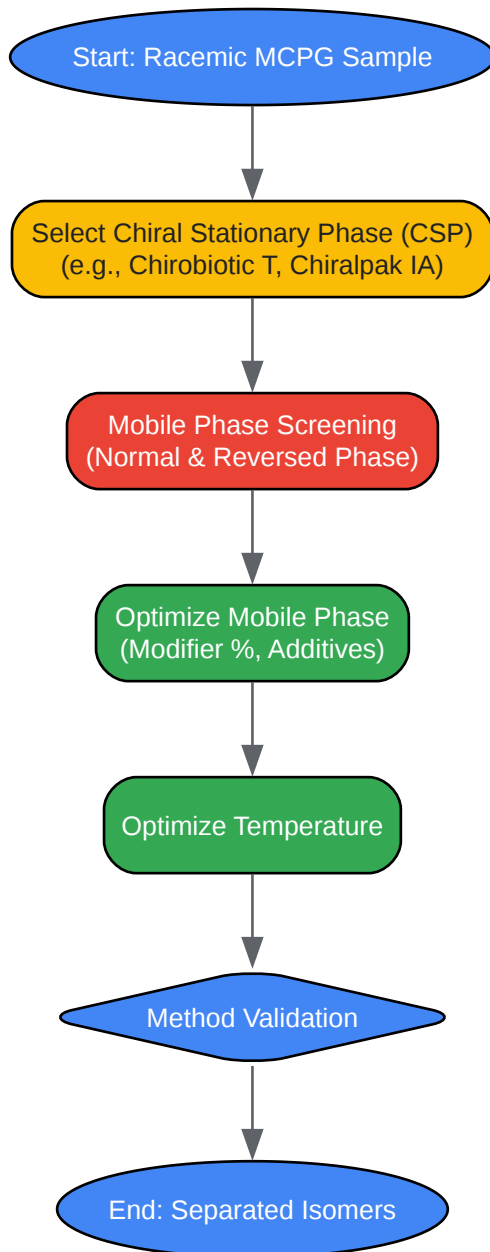 Start: Racemic MCPG Sample
Select Chiral Stationary Phase (CSP)
(e.g., Chirobiotic T, Chiralpak IA)
Mobile Phase Screening
(Normal & Reversed Phase)
Optimize Mobile Phase
(Modifier %, Additives)
Optimize Temperature
Method Validation
End: Separated Isomers